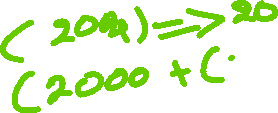 ( 20 ) => 20
( 2000 + ( .